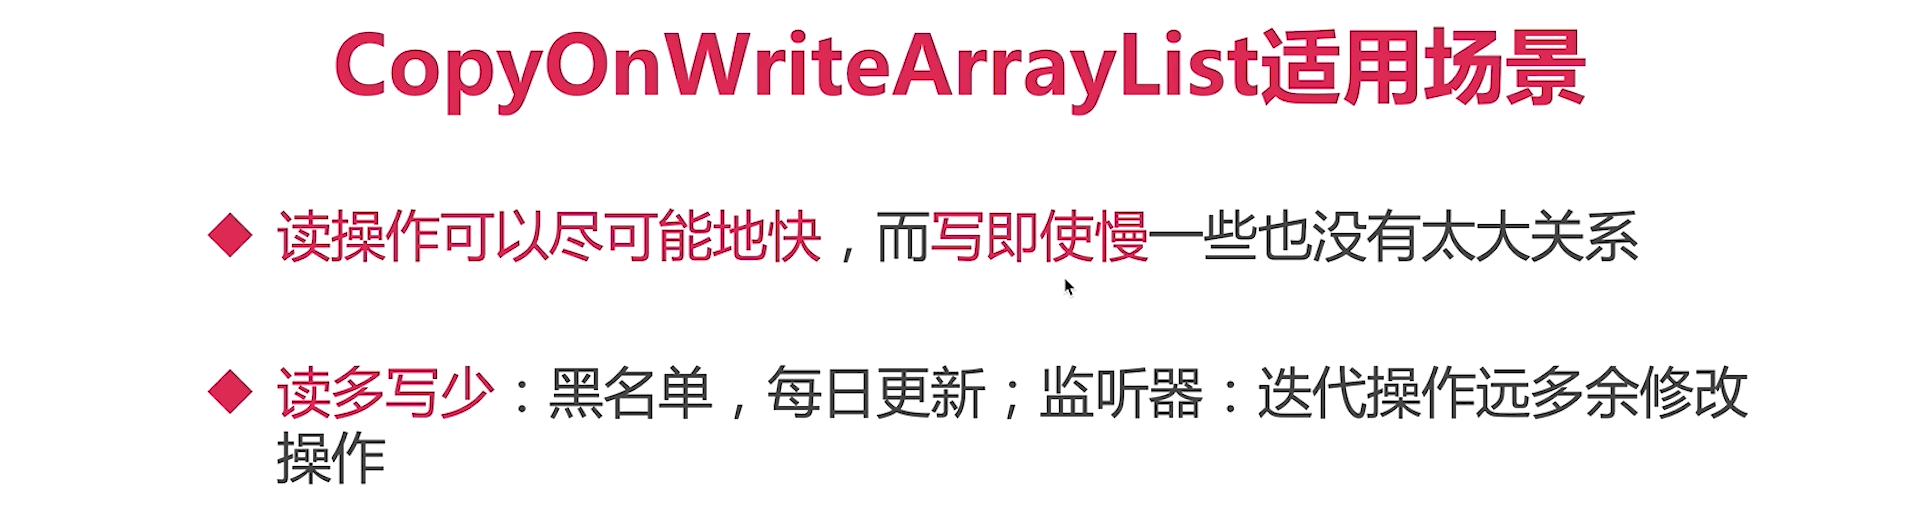 CopyOnWriteArrayList适用场景
◆ 读操作可以尽可能地快，而写即使慢一些也没有太大关系
◆ 读多写少：黑名单，每日更新；监听器：迭代操作远多余修改
操作